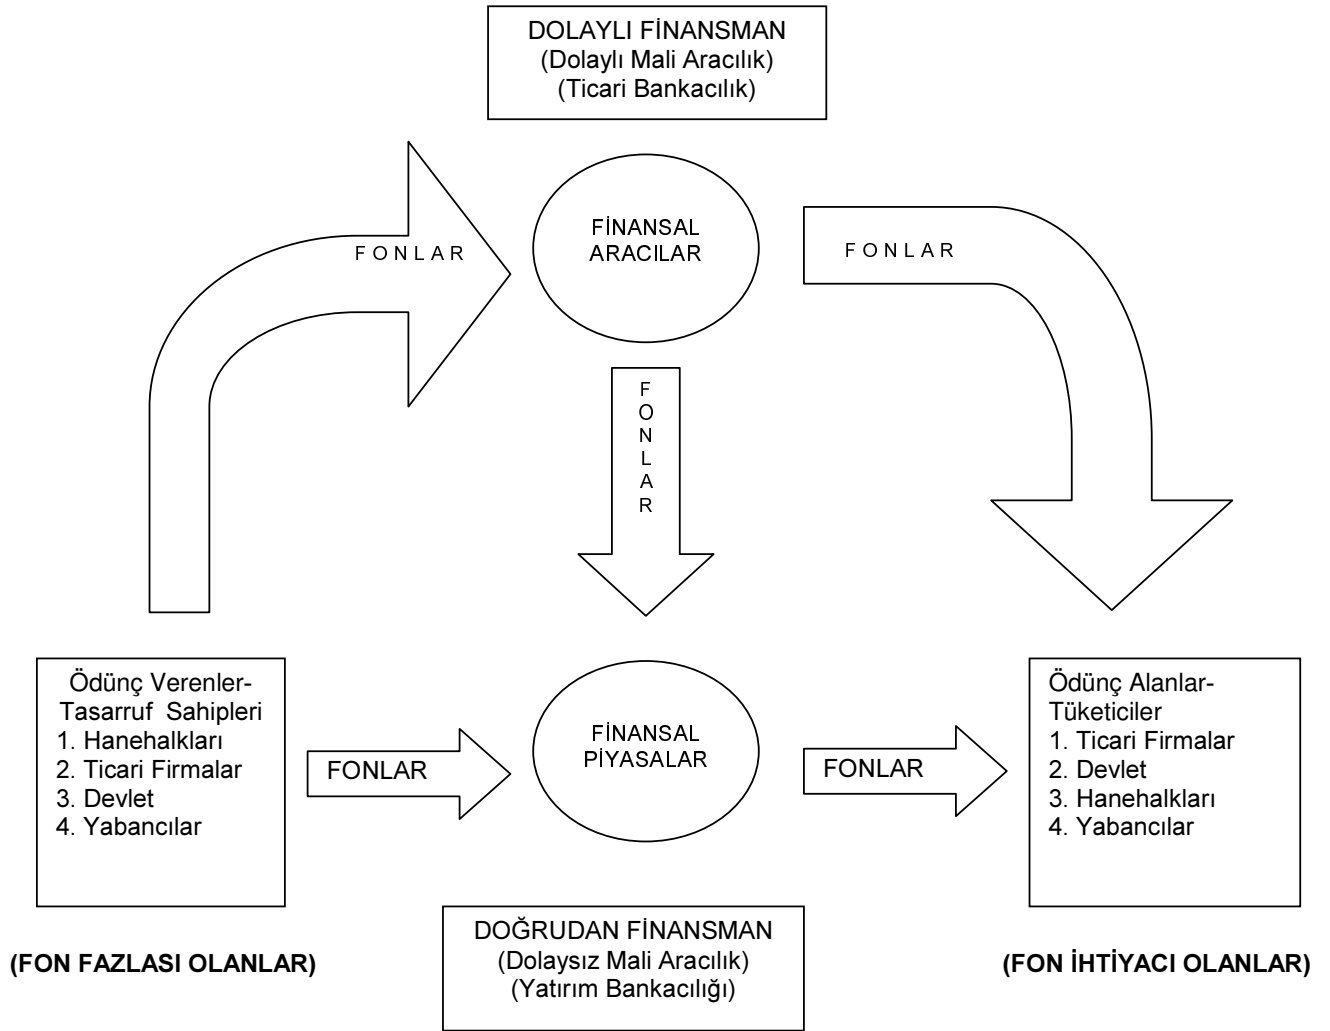 DOLAYLI FİNANSMAN
(Dolaylı Mali Aracılık)
(Ticari Bankacılık)
FİNANSAL
ARACILAR
F O N L A R
F O N L A R
F
O
N
L
A
R
Ödünç Verenler-
Tasarruf Sahipleri
1. Hanehalkları
2. Ticari Firmalar
3. Devlet
4. Yabancılar
FONLAR
FİNANSAL
PİYASALAR
FONLAR
Ödünç Alanlar-
Tüketiciler
1. Ticari Firmalar
2. Devlet
3. Hanehalkları
4. Yabancılar
(FON FAZLASI OLANLAR)
DOĞRUDAN FİNANSMAN
(Dolaysız Mali Aracılık)
(Yatırım Bankacılığı)
(FON İHTİYACI OLANLAR)